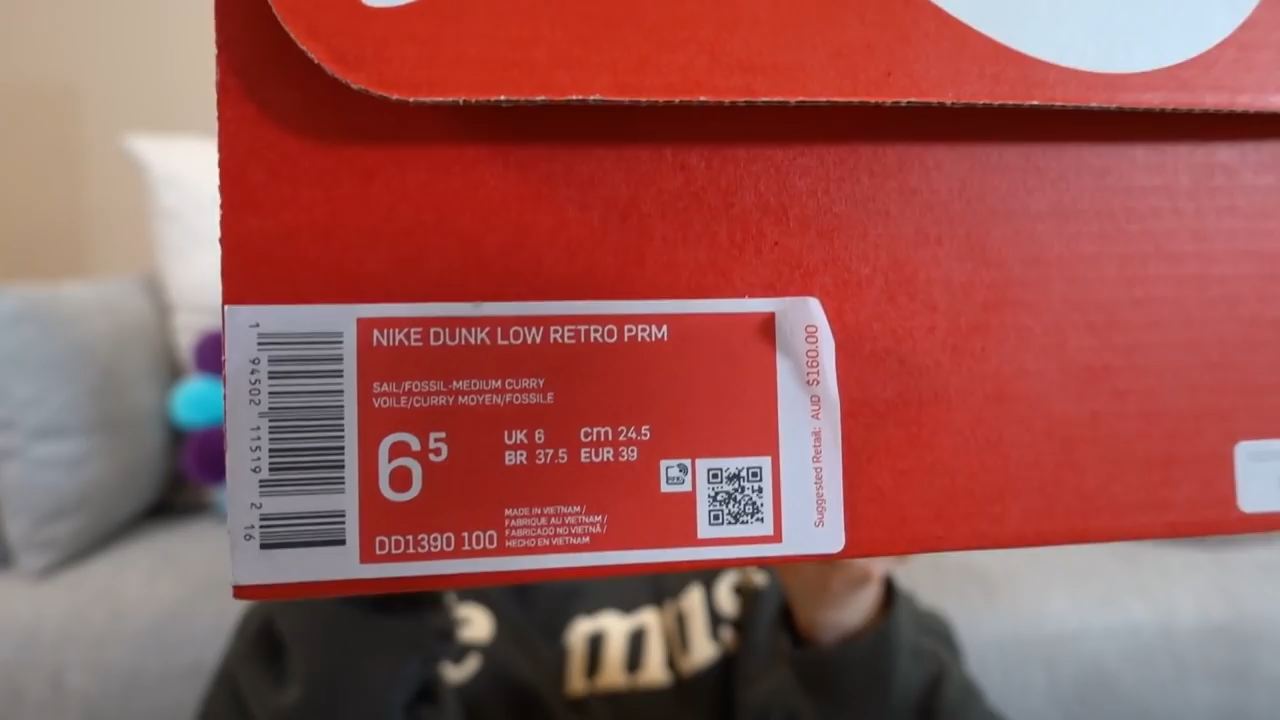 NIKE DUNK LOW RETRO PRM
SAIL/FOSSIL-MEDIUM CURRY
VOILE/CURRY MOYEN/FOSSILE
6 5
UK 6 cm 24.5
BR 37.5 EUR 39
MADE IN VIETNAM /
FABRIQUE AU VIETNAM /
FABRICADO NO VIETNÃ /
HECHO EN VIETNAM
DD1390 100
1 94502 11519 2 16
Suggested Retail: AUD $160.00